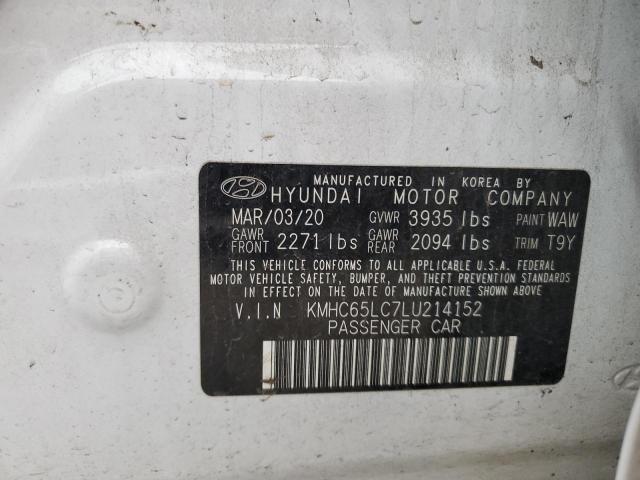 MANUFACTURED IN KOREA BY
HYUNDAI MOTOR COMPANY
MAR/03/20 GVWR 3935 lbs PAINT WAW
GAWR FRONT 2271 lbs GAWR REAR 2094 lbs TRIM T9Y
THIS VEHICLE CONFORMS TO ALL APPLICABLE U.S.A. FEDERAL
MOTOR VEHICLE SAFETY, BUMPER, AND THEFT PREVENTION STANDARDS
IN EFFECT ON THE DATE OF MANUFACTURE SHOWN ABOVE.
V.I.N KMHC65LC7LU214152
PASSENGER CAR